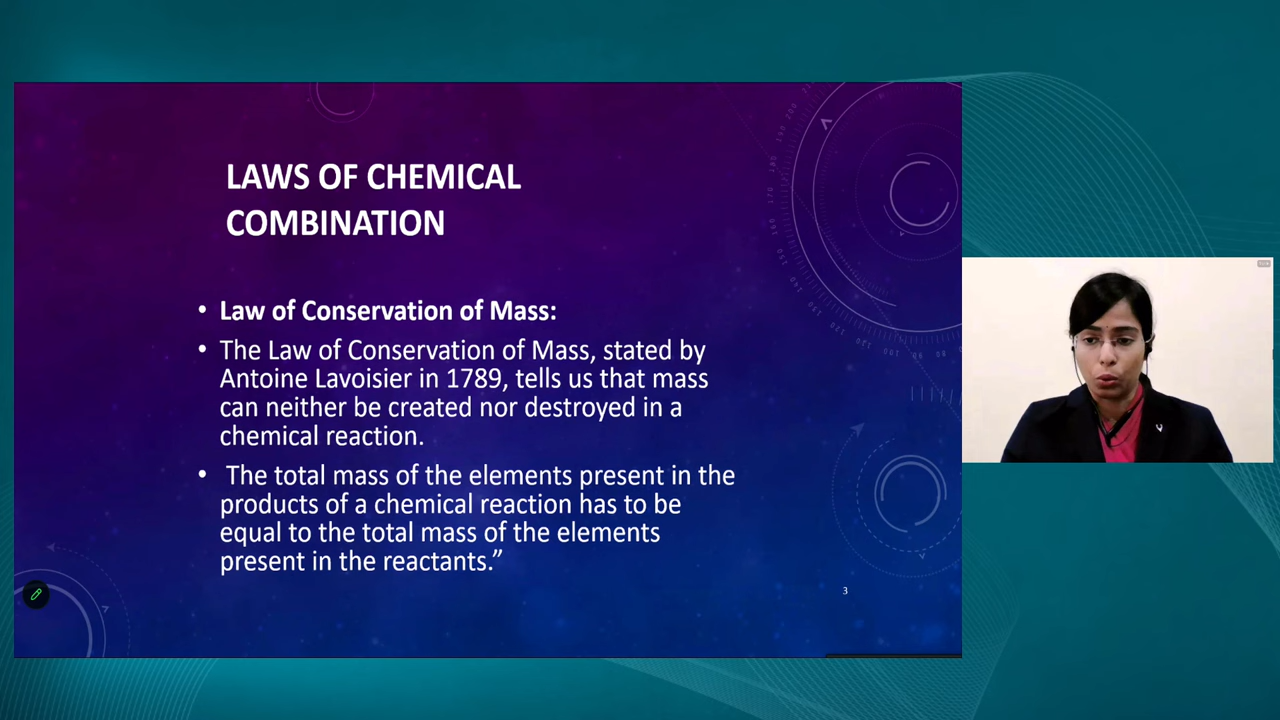 LAWS OF CHEMICAL
COMBINATION
• Law of Conservation of Mass:
• The Law of Conservation of Mass, stated by
Antoine Lavoisier in 1789, tells us that mass
can neither be created nor destroyed in a
chemical reaction.
• The total mass of the elements present in the
products of a chemical reaction has to be
equal to the total mass of the elements
present in the reactants.”
3